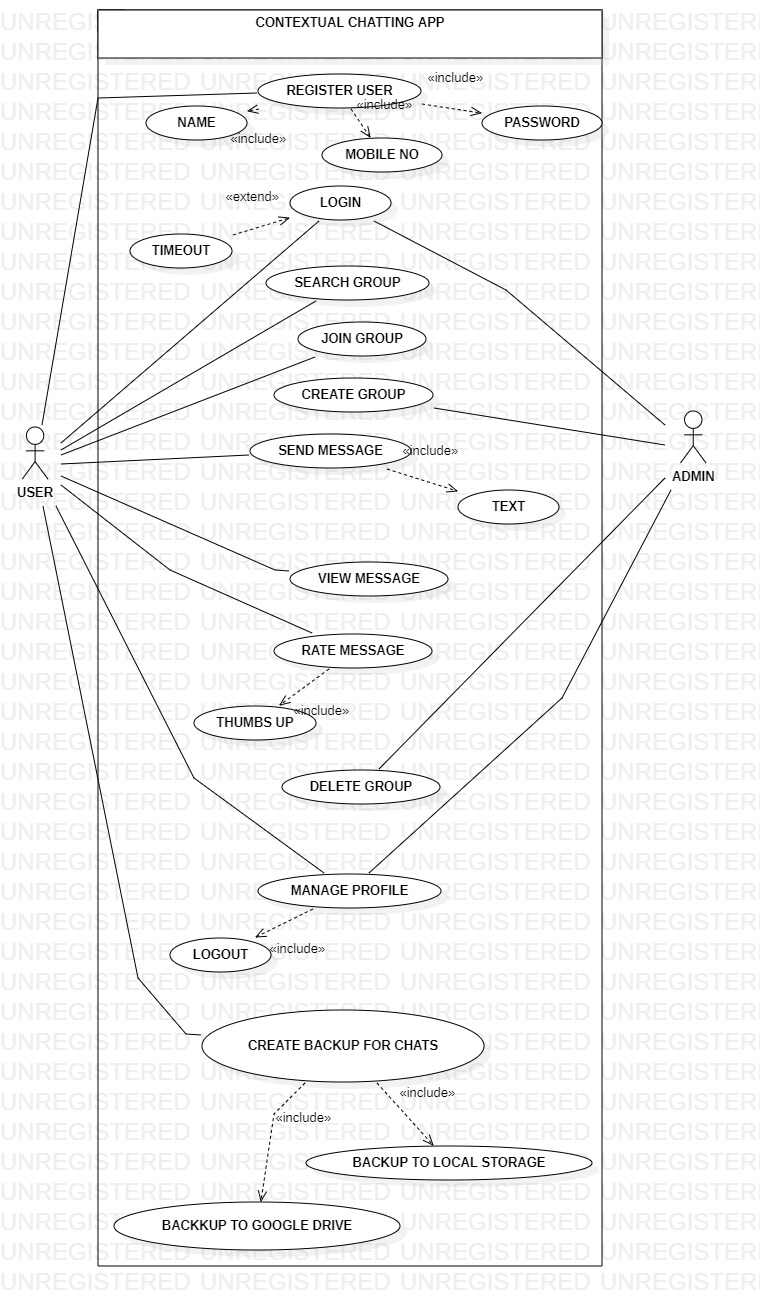 CONTEXTUAL CHATTING APP
REGISTER USER
«include»
«include»
NAME
PASSWORD
«include»
MOBILE NO
«extend»
LOGIN
TIMEOUT
SEARCH GROUP
JOIN GROUP
CREATE GROUP
SEND MESSAGE
«include»
USER
ADMIN
TEXT
VIEW MESSAGE
RATE MESSAGE
«include»
THUMBS UP
DELETE GROUP
MANAGE PROFILE
LOGOUT
«include»
CREATE BACKUP FOR CHATS
«include»
«include»
BACKUP TO LOCAL STORAGE
BACKKUP TO GOOGLE DRIVE
UNREGISTERED